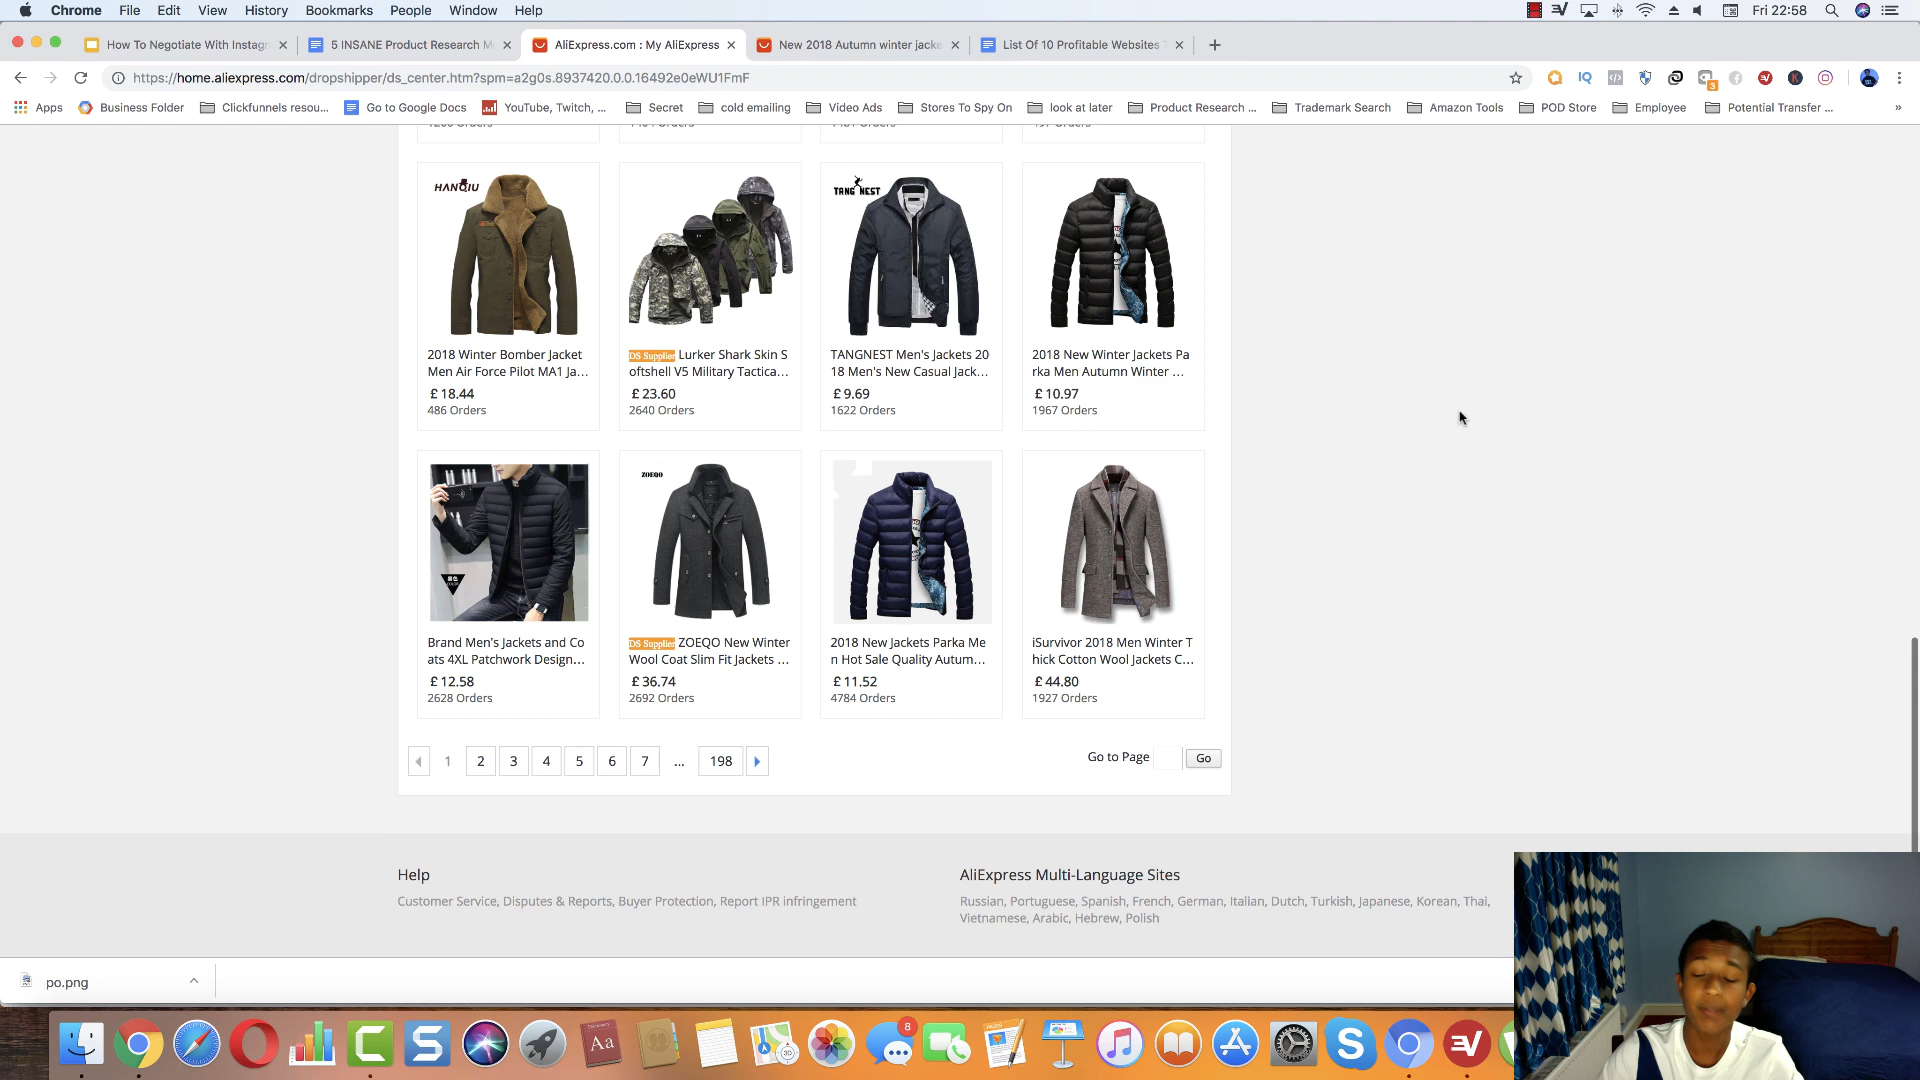 Chrome File Edit View History Bookmarks People Window Help Fri 22:58
How To Negotiate With Instagr 5 INSANE Product Research M AliExpress.com : My AliExpress New 2018 Autumn winter jacke List Of 10 Profitable Websites
https://home.aliexpress.com/dropshipper/ds_center.htm?spm=a2g0s.8937420.0.0.16492e0eWU1FmF
Apps Business Folder Clickfunnels resou... Go to Google Docs YouTube, Twitch, ... Secret cold emailing Video Ads Stores To Spy On look at later Product Research ... Trademark Search Amazon Tools POD Store Employee Potential Transfer ... »
HANQIU
TANG NEST
2018 Winter Bomber Jacket
Men Air Force Pilot MA1 Ja...
£ 18.44
486 Orders
DS Supplier Lurker Shark Skin S
oftshell V5 Military Tactica...
£ 23.60
2640 Orders
TANGNEST Men's Jackets 20
18 Men's New Casual Jack...
£ 9.69
1622 Orders
2018 New Winter Jackets Pa
rka Men Autumn Winter ...
£ 10.97
1967 Orders
ZOEQO
Brand Men's Jackets and Co
ats 4XL Patchwork Design...
£ 12.58
2628 Orders
DS Supplier ZOEQO New Winter
Wool Coat Slim Fit Jackets ...
£ 36.74
2692 Orders
2018 New Jackets Parka Me
n Hot Sale Quality Autum...
£ 11.52
4784 Orders
iSurvivor 2018 Men Winter T
hick Cotton Wool Jackets C...
£ 44.80
1927 Orders
1 2 3 4 5 6 7 ... 198 Go to Page Go
Help
Customer Service, Disputes & Reports, Buyer Protection, Report IPR infringement
AliExpress Multi-Language Sites
Russian, Portuguese, Spanish, French, German, Italian, Dutch, Turkish, Japanese, Korean, Thai,
Vietnamese, Arabic, Hebrew, Polish
po.png
8